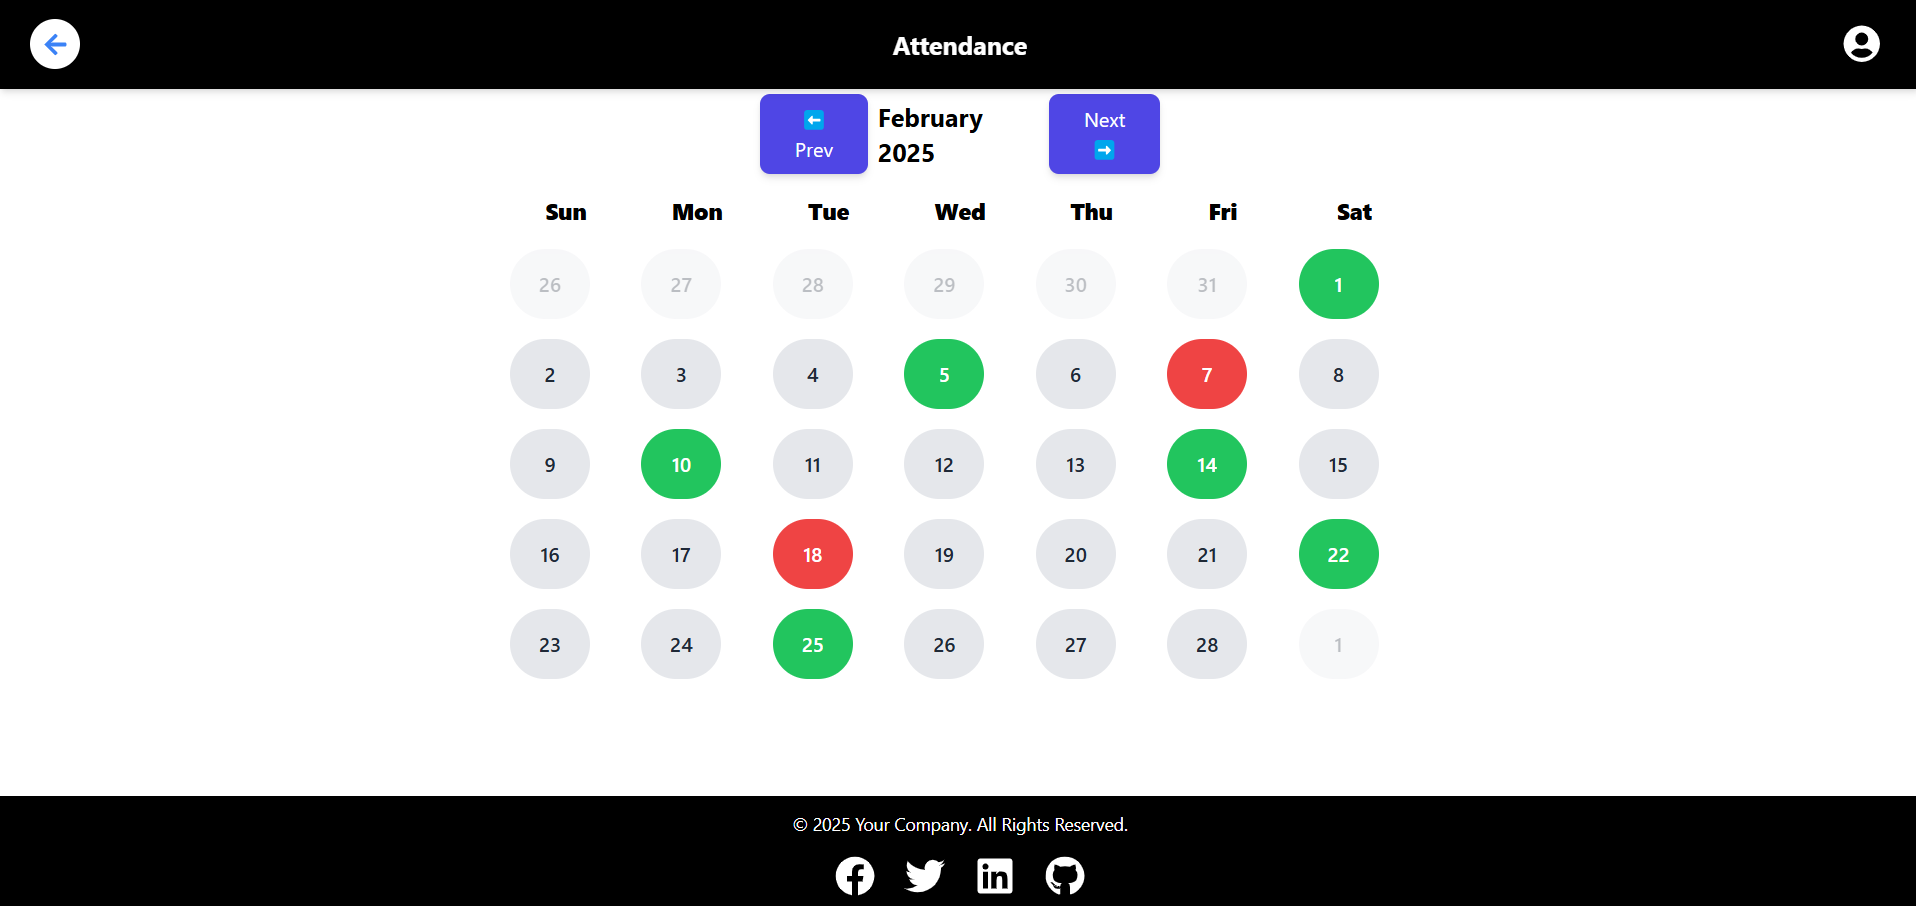 Attendance
⬅️
Prev
February
2025
Next
➡️
Sun Mon Tue Wed Thu Fri Sat
26 27 28 29 30 31 1
2 3 4 5 6 7 8
9 10 11 12 13 14 15
16 17 18 19 20 21 22
23 24 25 26 27 28 1
© 2025 Your Company. All Rights Reserved.